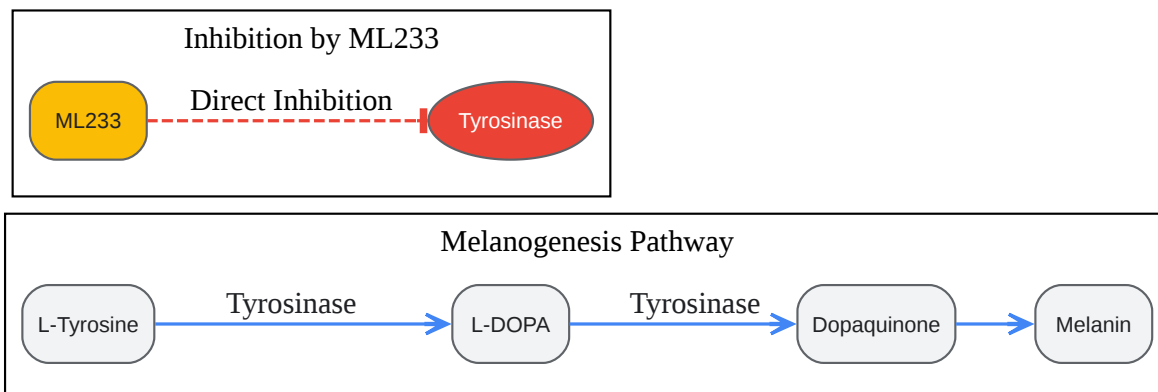 Inhibition by ML233
ML233
Direct Inhibition
Tyrosinase
Melanogenesis Pathway
L-Tyrosine
Tyrosinase
L-DOPA
Tyrosinase
Dopaquinone
Melanin